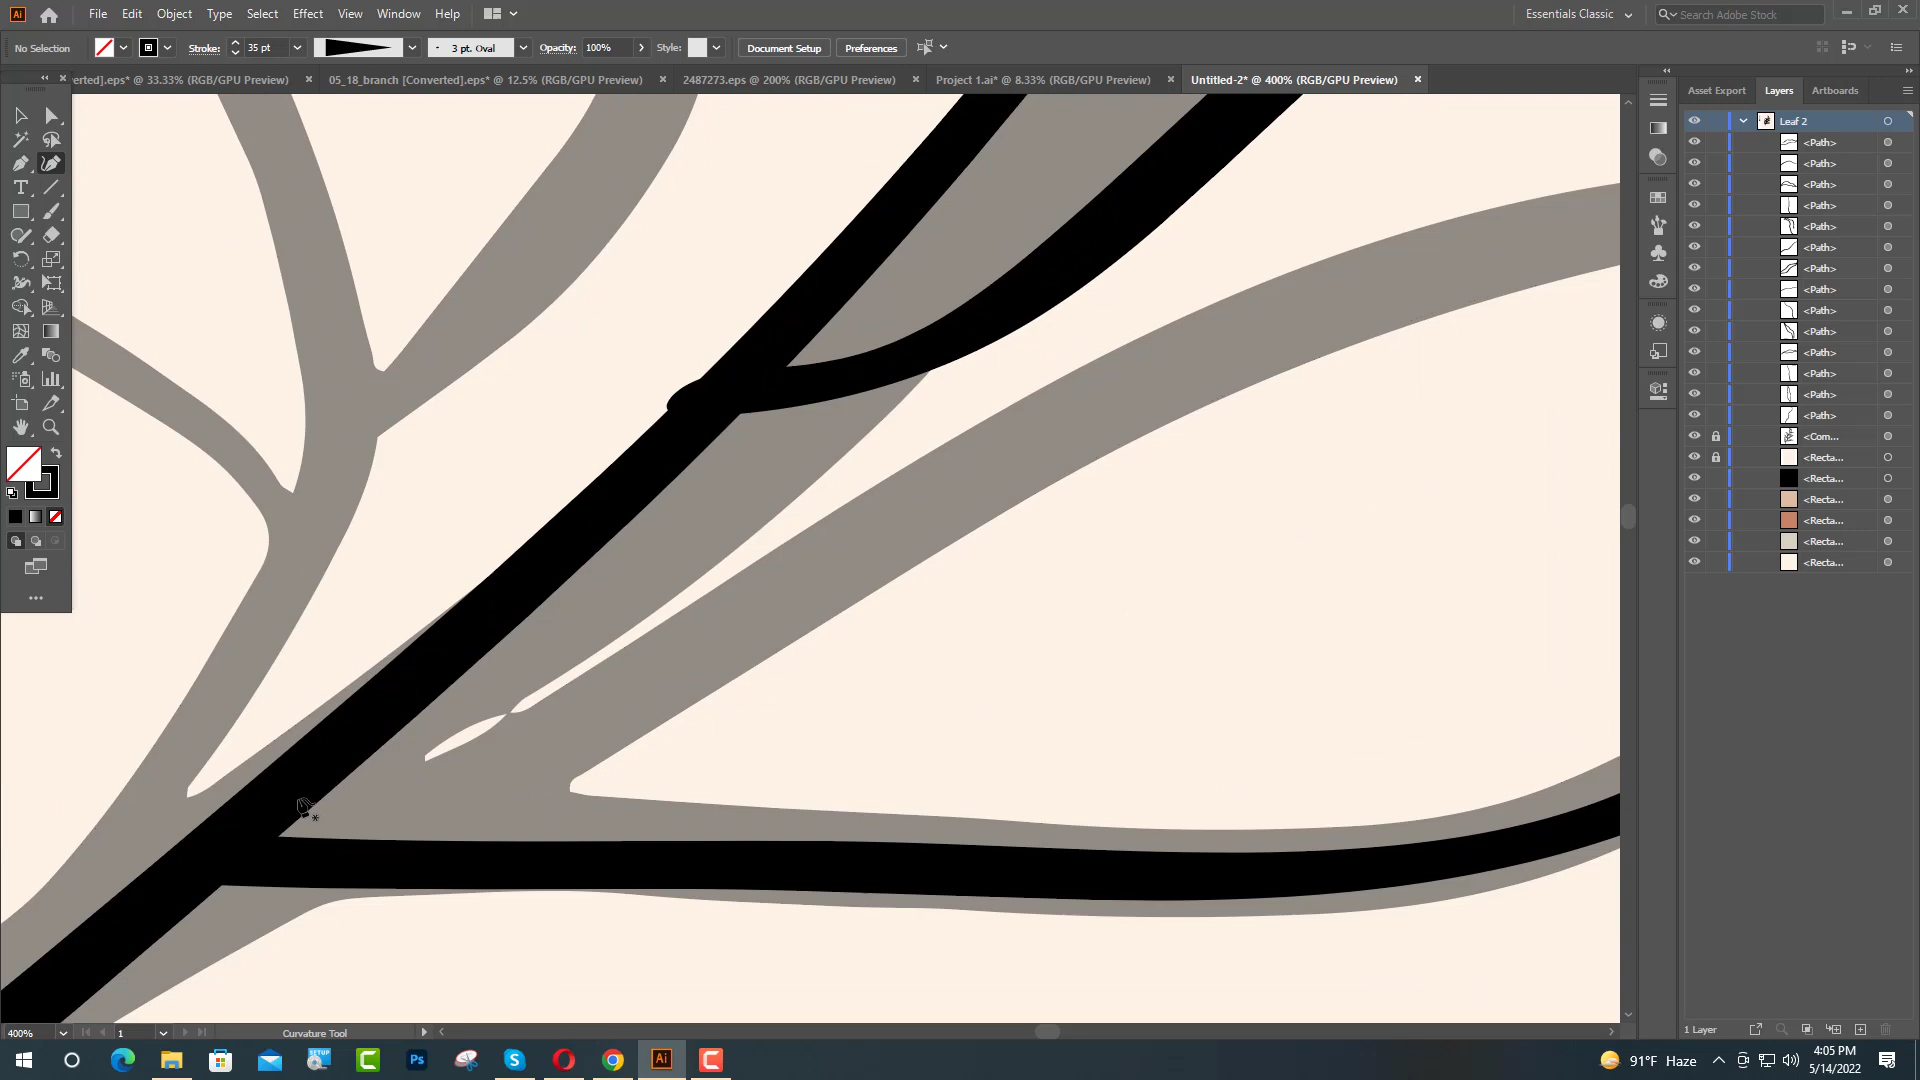 Ai File Edit Object Type Select Effect View Window Help Essentials Classic Search Adobe Stock
No Selection Stroke: 35 pt 3 pt. Oval Opacity: 100% Style: Document Setup Preferences
erted].eps* @ 33.33% (RGB/GPU Preview) × 05_18_branch [Converted].eps* @ 12.5% (RGB/GPU Preview) × 2487273.eps @ 200% (RGB/GPU Preview) × Project 1.ai* @ 8.33% (RGB/GPU Preview) × Untitled-2* @ 400% (RGB/GPU Preview) ×
Asset Export Layers Artboards
Leaf 2
<Path>
<Path>
<Path>
<Path>
<Path>
<Path>
<Path>
<Path>
<Path>
<Path>
<Path>
<Path>
<Path>
<Path>
<Com...
<Recta...
<Recta...
<Recta...
<Recta...
<Recta...
<Recta...
400% 1 Curvature Tool 1 Layer
SETUP Ps S Ai C 91°F Haze 4:05 PM
5/14/2022